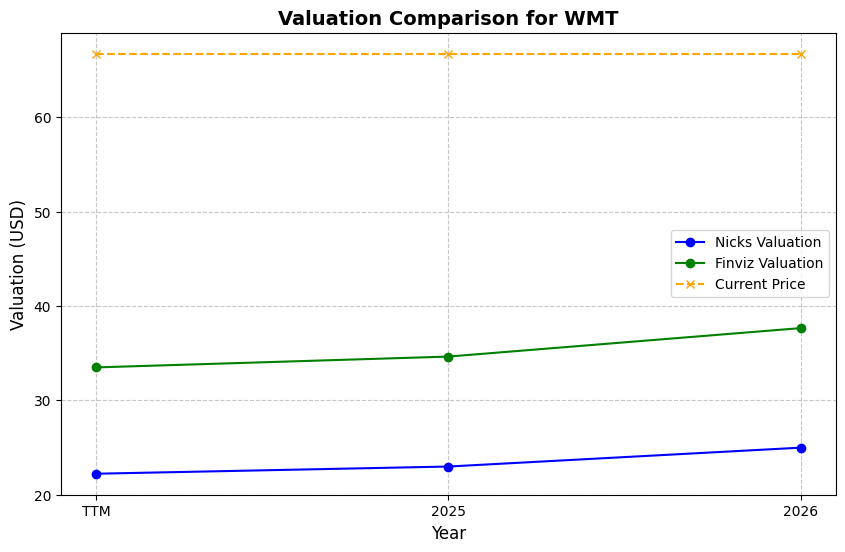 Valuation Comparison for WMT
Valuation (USD)
60
50
40
30
20
Nicks Valuation
Finviz Valuation
Current Price
TTM
2025
2026
Year